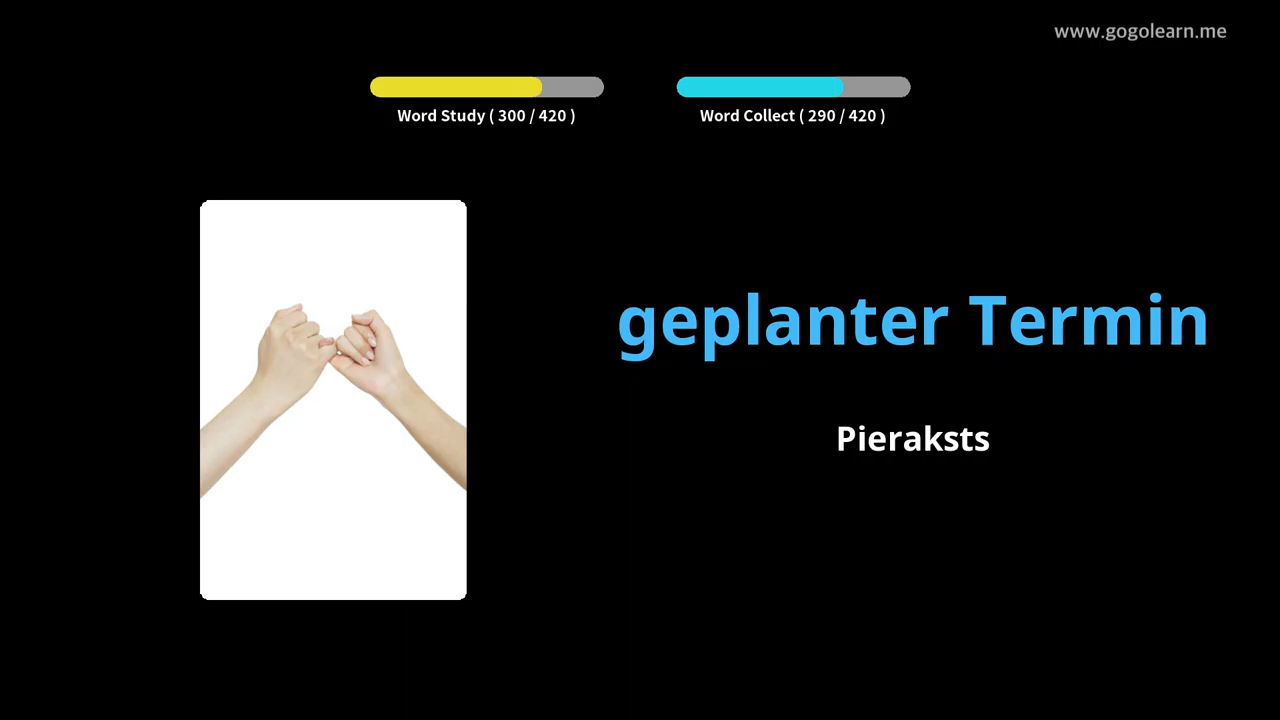 www.gogolearn.me
Word Study ( 300 / 420 )
Word Collect ( 290 / 420 )
geplanter Termin
Pieraksts